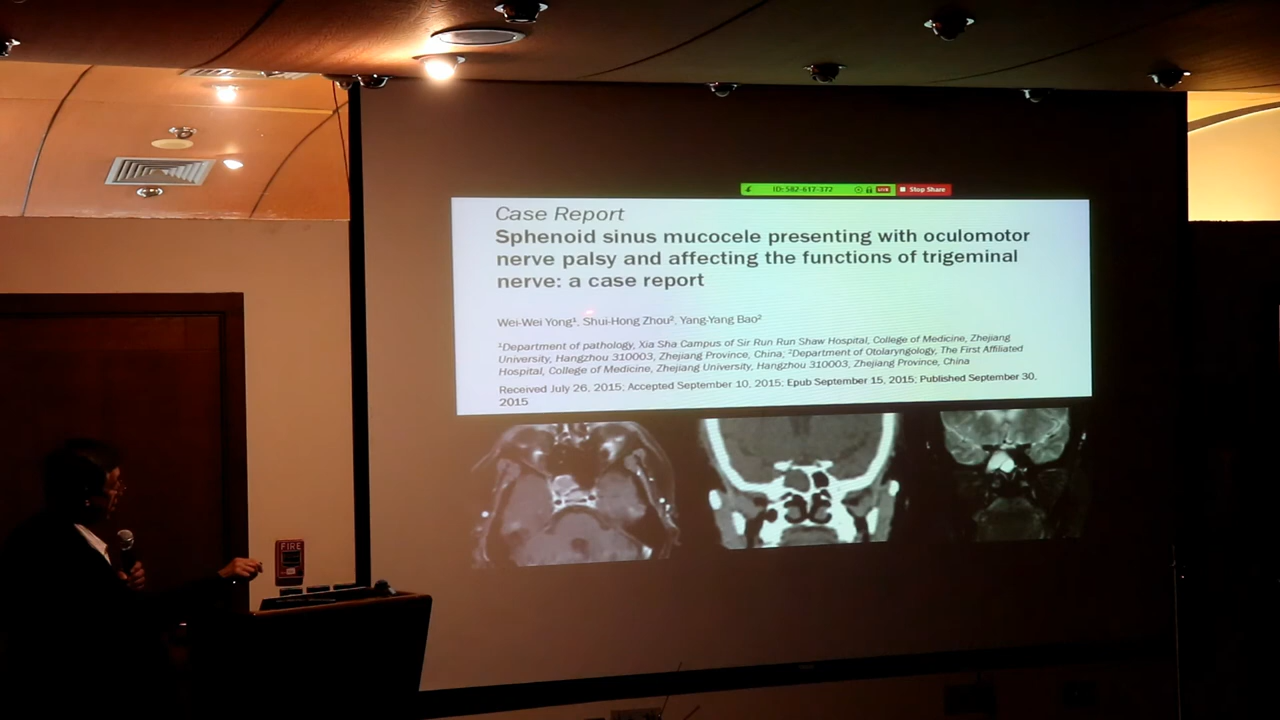 ID: 582-617-372 LIVE Stop Share
Case Report
Sphenoid sinus mucocele presenting with oculomotor
nerve palsy and affecting the functions of trigeminal
nerve: a case report
Wei-Wei Yong¹, Shui-Hong Zhou², Yang-Yang Bao²
¹Department of pathology, Xia Sha Campus of Sir Run Run Shaw Hospital, College of Medicine, Zhejiang
University, Hangzhou 310003, Zhejiang Province, China; ²Department of Otolaryngology, The First Affiliated
Hospital, College of Medicine, Zhejiang University, Hangzhou 310003, Zhejiang Province, China
Received July 26, 2015; Accepted September 10, 2015; Epub September 15, 2015; Published September 30,
2015
FIRE